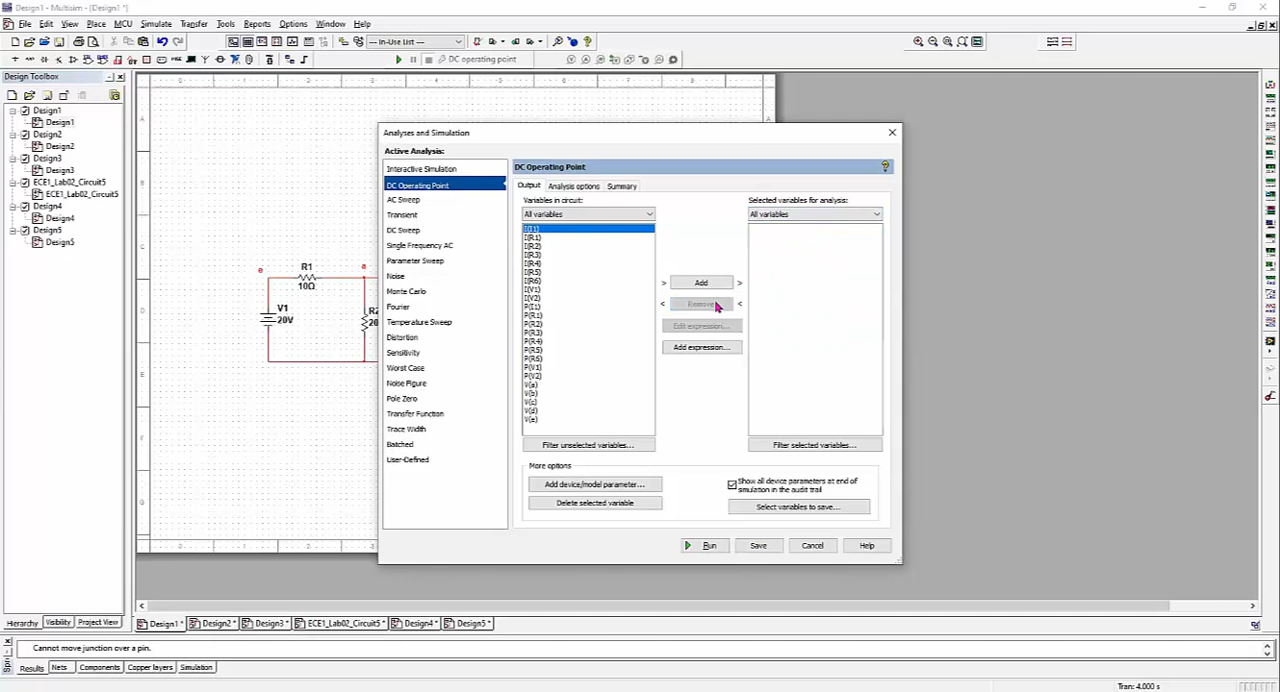 Design1 - Multisim - [Design1 *]
File Edit View Place MCU Simulate Transfer Tools Reports Options Window Help
--- In-Use List ---
DC operating point
Design Toolbox
Design1
Design1
Design2
Design2
Design3
Design3
ECE1_Lab02_Circuit5
ECE1_Lab02_Circuit5
Design4
Design4
Design5
Design5
e
R1
10Ω
a
V1
20V
Analyses and Simulation
Active Analysis:
Interactive Simulation
DC Operating Point
AC Sweep
Transient
DC Sweep
Single Frequency AC
Parameter Sweep
Noise
Monte Carlo
Fourier
Temperature Sweep
Distortion
Sensitivity
Worst Case
Noise Figure
Pole Zero
Transfer Function
Trace Width
Batched
User-Defined
DC Operating Point
Output Analysis options Summary
Variables in circuit:
All variables
I(I1)
I(R1)
I(R2)
I(R3)
I(R4)
I(R5)
I(R6)
I(V1)
I(V2)
P(I1)
P(R1)
P(R2)
P(R3)
P(R4)
P(R5)
P(R6)
P(V1)
P(V2)
V(a)
V(b)
V(c)
V(d)
V(e)
Filter unselected variables...
> Add >
< Remove <
Edit expression...
Add expression...
Selected variables for analysis:
All variables
Filter selected variables...
More options
Add device/model parameter...
Delete selected variable
Show all device parameters at end of
simulation in the audit trail
Select variables to save...
Run Save Cancel Help
Hierarchy Visibility Project View
Design1 * Design2 * Design3 * ECE1_Lab02_Circuit5 * Design4 * Design5 *
Cannot move junction over a pin.
Results Nets Components Copper layers Simulation
Tran: 4.000 s